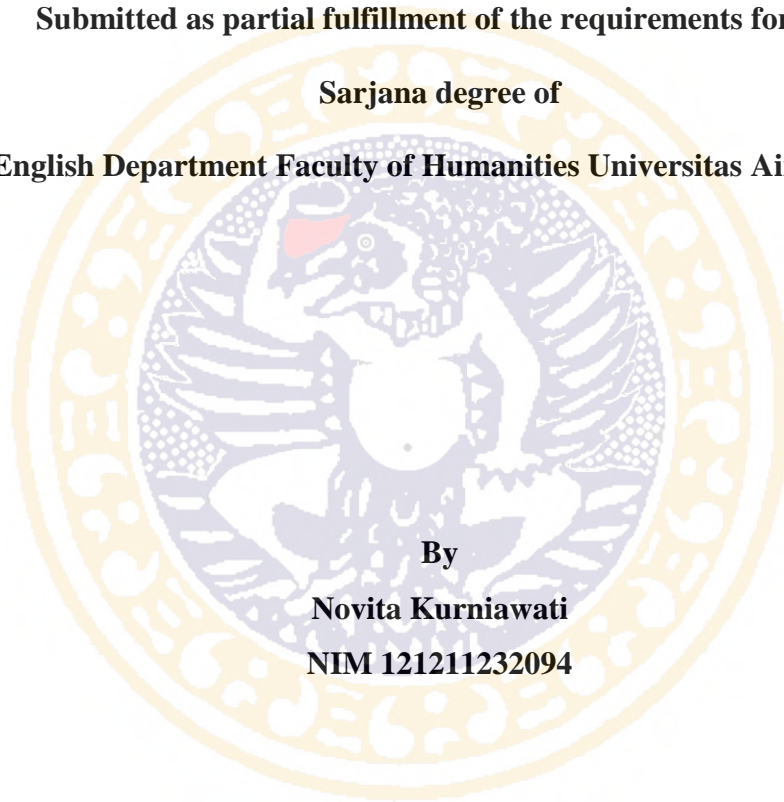 Submitted as partial fulfillment of the requirements for
Sarjana degree of
English Department Faculty of Humanities Universitas Ai
By
Novita Kurniawati
NIM 121211232094